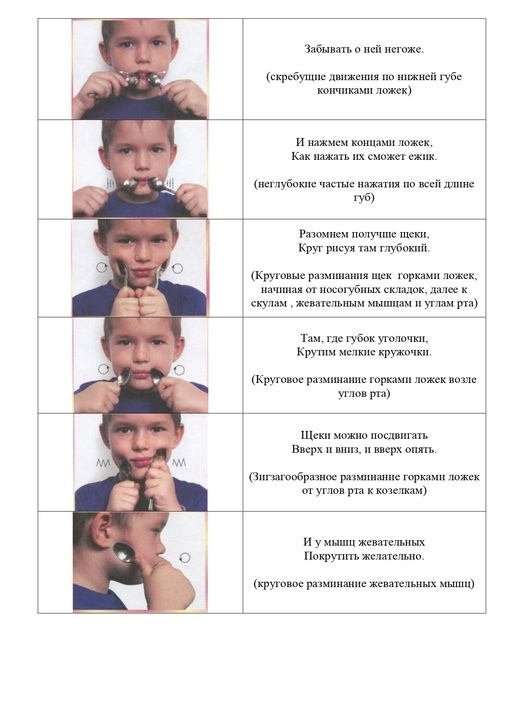 Забывать о ней негоже.
(скребущие движения по нижней губе
кончиками ложек)
И нажмем концами ложек,
Как нажать их сможет ежик.
(неглубокие частые нажатия по всей длине
губ)
Разомнем получше щеки,
Круг рисуя там глубокий.
(Круговые разминания щек горками ложек,
начиная от носогубных складок, далее к
скулам , жевательным мышцам и углам рта)
Там, где губок уголочки,
Крутим мелкие кружочки.
(Круговое разминание горками ложек возле
углов рта)
Щеки можно посдвигать
Вверх и вниз, и вверх опять.
(Зигзагообразное разминание горками ложек
от углов рта к козелкам)
И у мышц жевательных
Покрутить желательно.
(круговое разминание жевательных мышц)